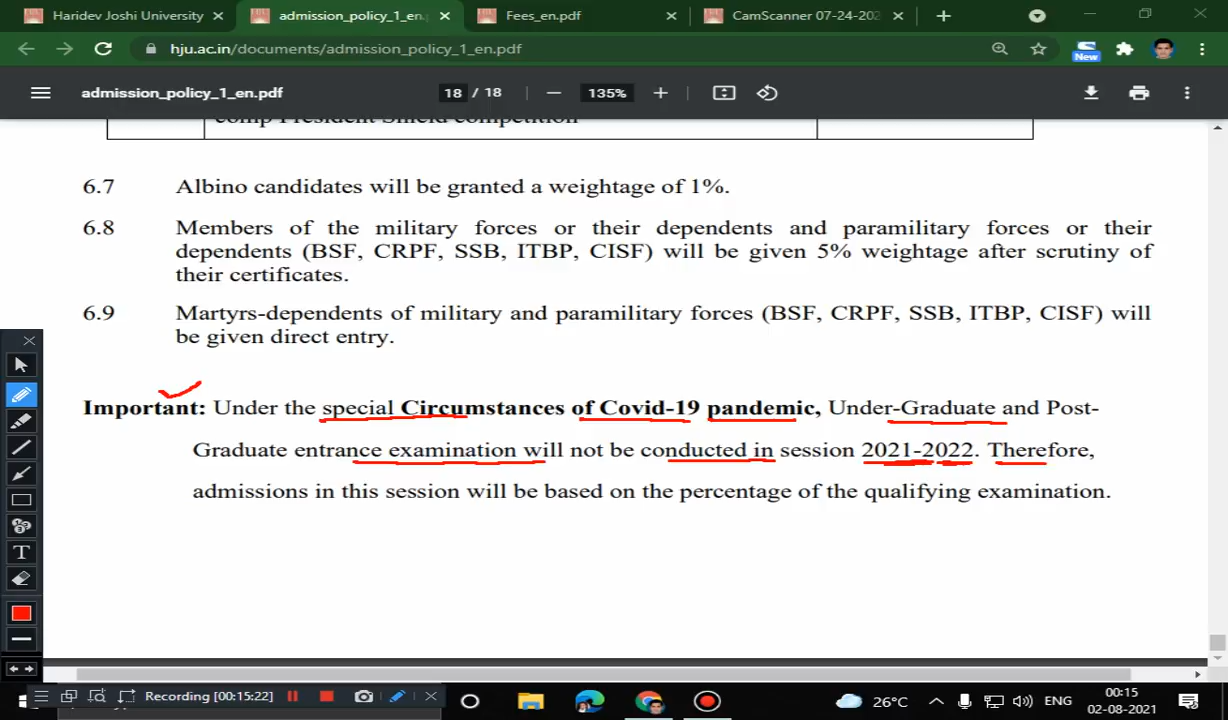 Haridev Joshi University
admission_policy_1_en.
Fees_en.pdf
CamScanner 07-24-202
hju.ac.in/documents/admission_policy_1_en.pdf
New
admission_policy_1_en.pdf
18 / 18
135%
comp President Shield competition
6.7 Albino candidates will be granted a weightage of 1%.
6.8 Members of the military forces or their dependents and paramilitary forces or their
dependents (BSF, CRPF, SSB, ITBP, CISF) will be given 5% weightage after scrutiny of
their certificates.
6.9 Martyrs-dependents of military and paramilitary forces (BSF, CRPF, SSB, ITBP, CISF) will
be given direct entry.
Important: Under the special Circumstances of Covid-19 pandemic, Under-Graduate and Post-
Graduate entrance examination will not be conducted in session 2021-2022. Therefore,
admissions in this session will be based on the percentage of the qualifying examination.
T
Recording [00:15:22]
26°C
ENG
00:15
02-08-2021